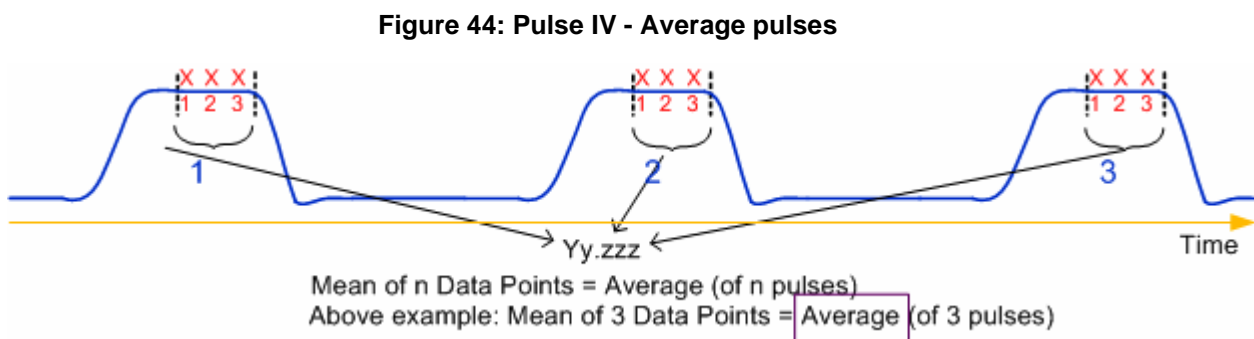 Figure 44: Pulse IV - Average pulses
X X X X X X X X X
1 2 3 1 2 3 1 2 3
1 2 3
Yy.zzz
Time
Mean of n Data Points = Average (of n pulses)
Above example: Mean of 3 Data Points = Average (of 3 pulses)